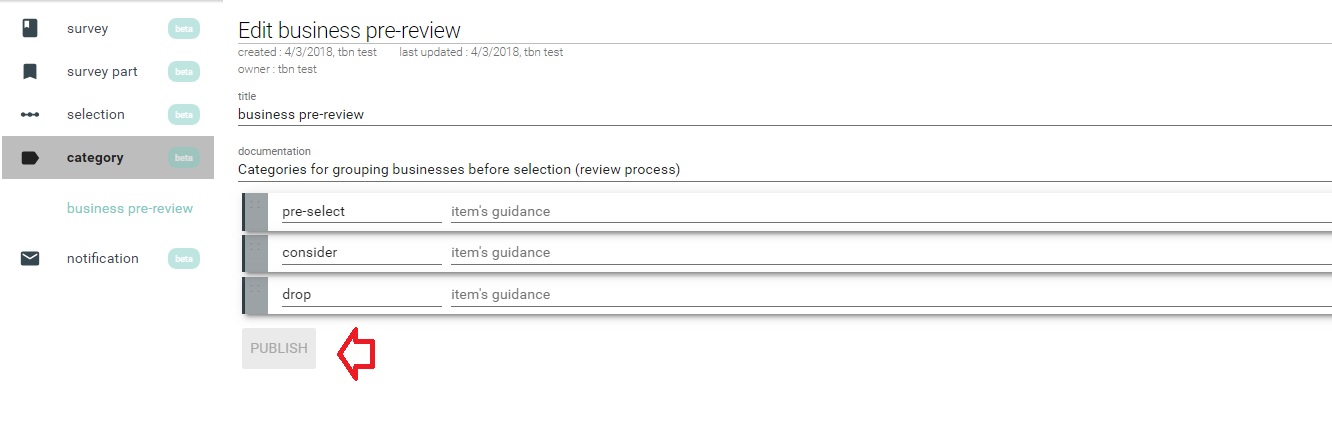 survey beta
survey part beta
selection beta
category beta
business pre-review
notification beta
Edit business pre-review
created : 4/3/2018, tbn test last updated : 4/3/2018, tbn test
owner : tbn test
title
business pre-review
documentation
Categories for grouping businesses before selection (review process)
pre-select item's guidance
consider item's guidance
drop item's guidance
PUBLISH